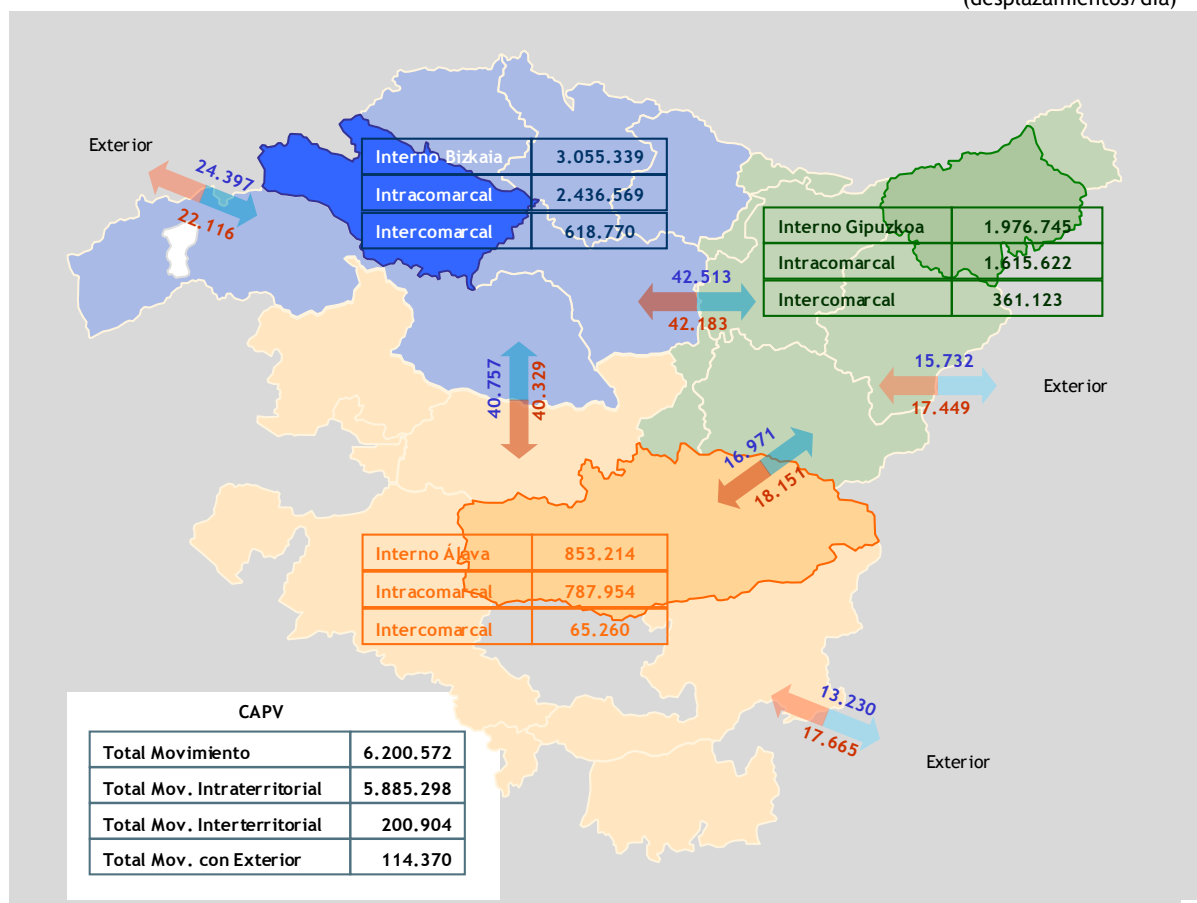 (desplazamientos/día)
Exterior
24.397
22.116
Interno Bizkaia 3.055.339
Intracomarcal 2.436.569
Intercomarcal 618.770
Interno Gipuzkoa 1.976.745
Intracomarcal 1.615.622
Intercomarcal 361.123
42.513
42.183
40.757
40.329
15.732
17.449
Exterior
16.971
18.151
Interno Álava 853.214
Intracomarcal 787.954
Intercomarcal 65.260
13.230
17.665
Exterior
CAPV
Total Movimiento 6.200.572
Total Mov. Intraterritorial 5.885.298
Total Mov. Interterritorial 200.904
Total Mov. con Exterior 114.370